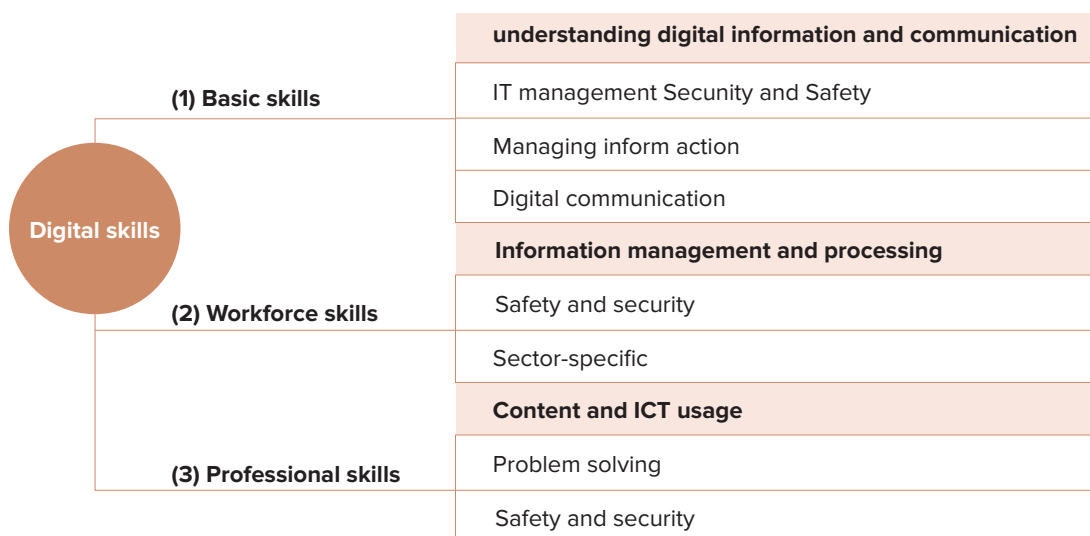 Digital skills
(1) Basic skills
understanding digital information and communication
IT management Secunity and Safety
Managing inform action
Digital communication
(2) Workforce skills
Information management and processing
Safety and security
Sector-specific
(3) Professional skills
Content and ICT usage
Problem solving
Safety and security